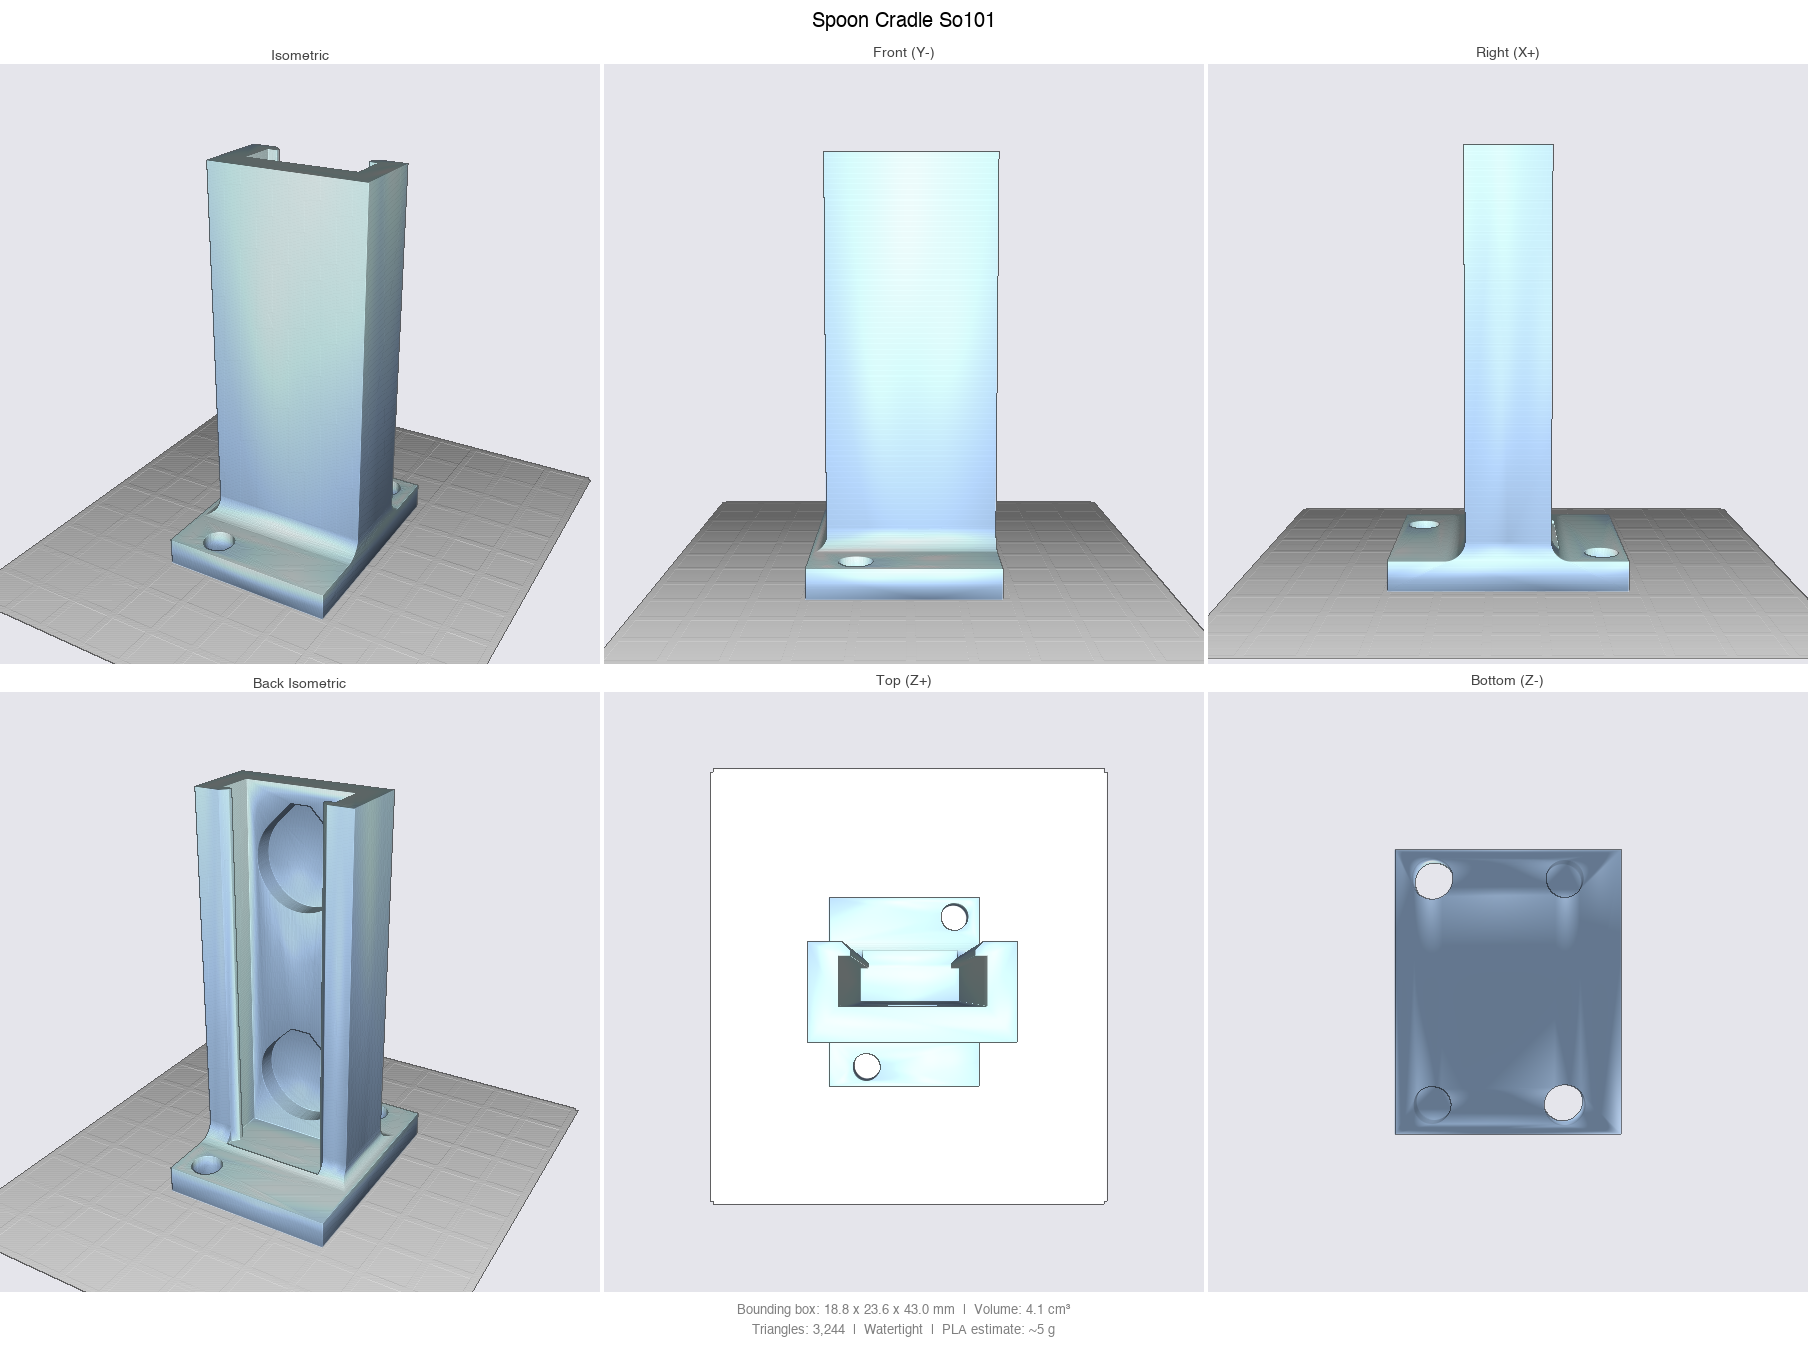 Spoon Cradle So101
Isometric
Front (Y-)
Right (X+)
Back Isometric
Top (Z+)
Bottom (Z-)
Bounding box: 18.8 x 23.6 x 43.0 mm | Volume: 4.1 cm³
Triangles: 3,244 | Watertight | PLA estimate: ~5 g